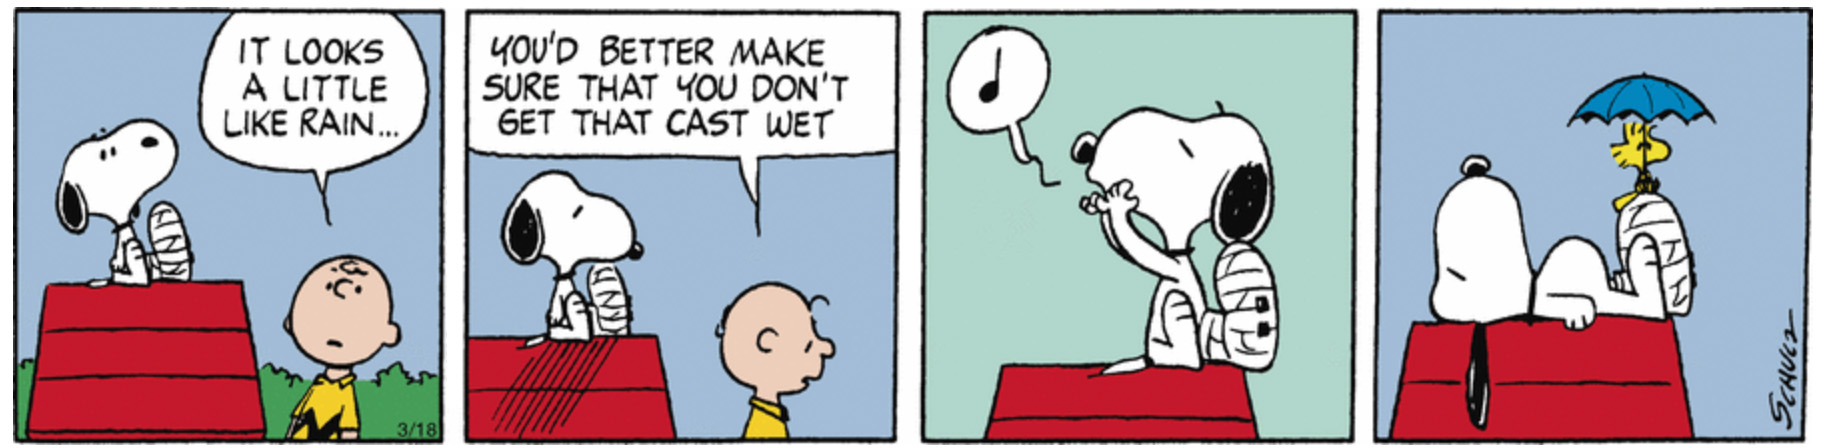 IT LOOKS
A LITTLE
LIKE RAIN...
3/18
YOU'D BETTER MAKE
SURE THAT YOU DON'T
GET THAT CAST WET
SCHULZ